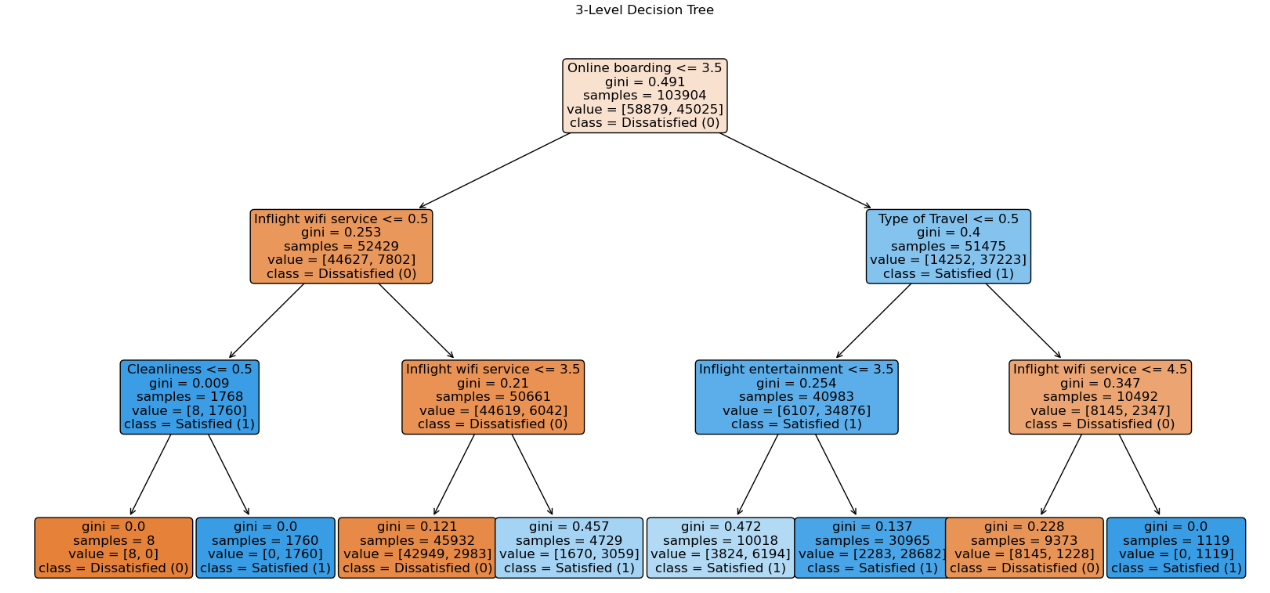 3-Level Decision Tree
Online boarding <= 3.5
gini = 0.491
samples = 103904
value = [58879, 45025]
class = Dissatisfied (0)
Inflight wifi service <= 0.5
gini = 0.253
samples = 52429
value = [44627, 7802]
class = Dissatisfied (0)
Type of Travel <= 0.5
gini = 0.4
samples = 51475
value = [14252, 37223]
class = Satisfied (1)
Cleanliness <= 0.5
gini = 0.009
samples = 1768
value = [8, 1760]
class = Satisfied (1)
Inflight wifi service <= 3.5
gini = 0.21
samples = 50661
value = [44619, 6042]
class = Dissatisfied (0)
Inflight entertainment <= 3.5
gini = 0.254
samples = 40983
value = [6107, 34876]
class = Satisfied (1)
Inflight wifi service <= 4.5
gini = 0.347
samples = 10492
value = [8145, 2347]
class = Dissatisfied (0)
gini = 0.0
samples = 8
value = [8, 0]
class = Dissatisfied (0)
gini = 0.0
samples = 1760
value = [0, 1760]
class = Satisfied (1)
gini = 0.121
samples = 45932
value = [42949, 2983]
class = Dissatisfied (0)
gini = 0.457
samples = 4729
value = [1670, 3059]
class = Satisfied (1)
gini = 0.472
samples = 10018
value = [3824, 6194]
class = Satisfied (1)
gini = 0.137
samples = 30965
value = [2283, 28682]
class = Satisfied (1)
gini = 0.228
samples = 9373
value = [8145, 1228]
class = Dissatisfied (0)
gini = 0.0
samples = 1119
value = [0, 1119]
class = Satisfied (1)